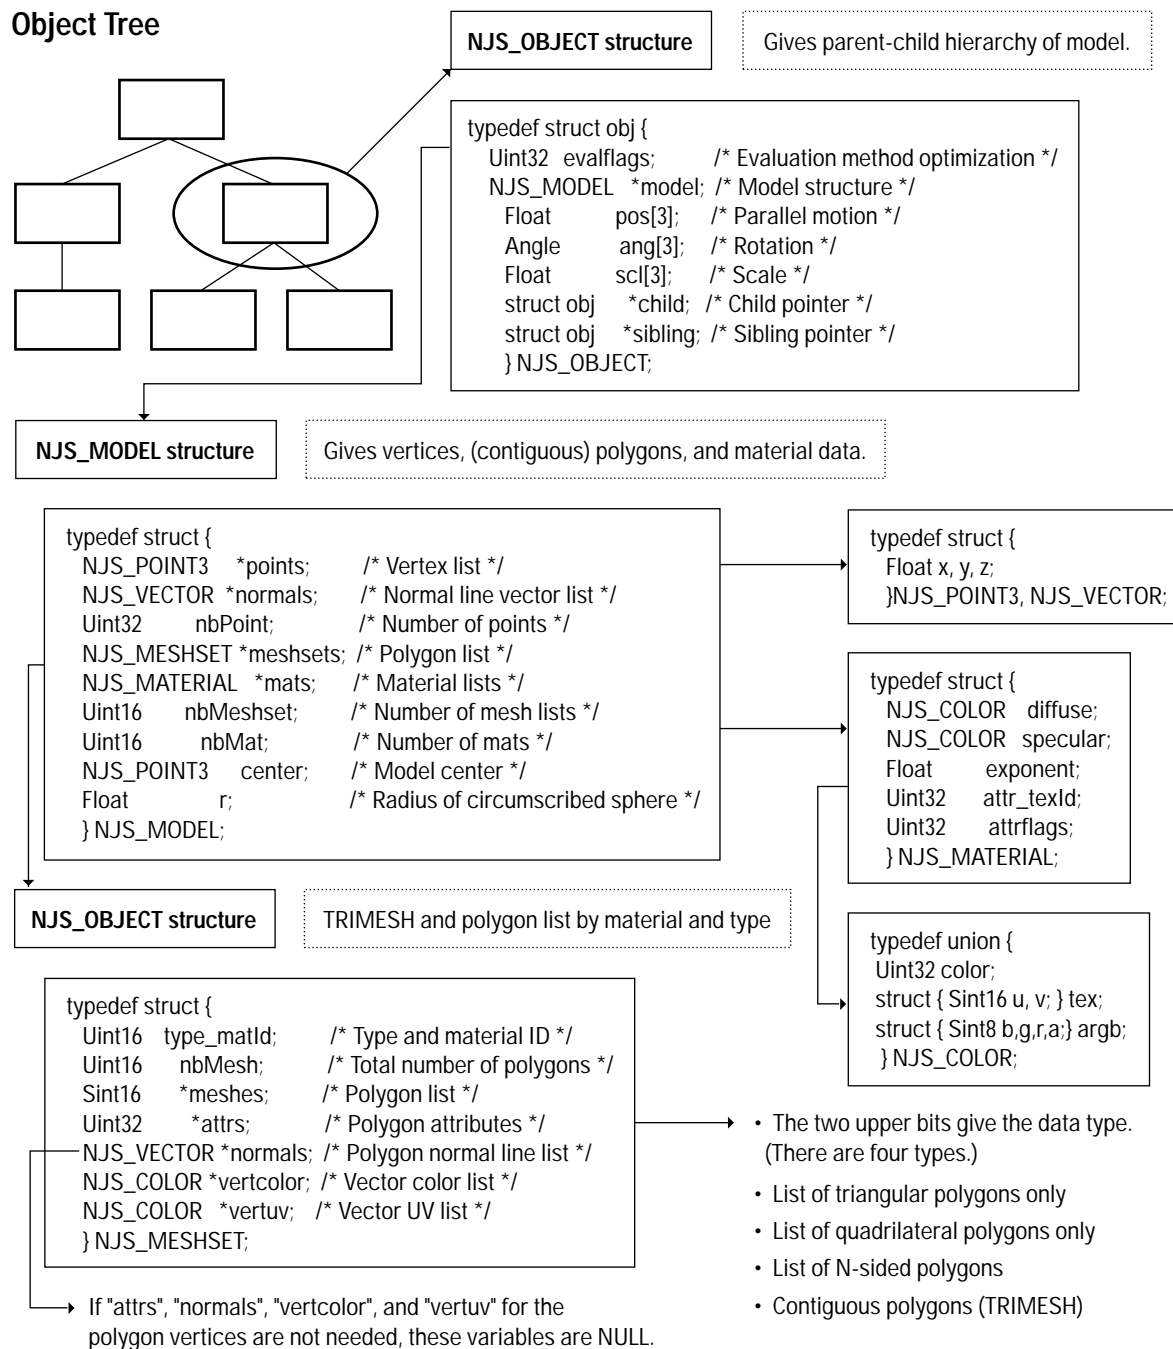 Object Tree
NJS_OBJECT structure
Gives parent-child hierarchy of model.
typedef struct obj {
Uint32 evalflags; /* Evaluation method optimization */
NJS_MODEL *model; /* Model structure */
Float pos[3]; /* Parallel motion */
Angle ang[3]; /* Rotation */
Float scl[3]; /* Scale */
struct obj *child; /* Child pointer */
struct obj *sibling; /* Sibling pointer */
} NJS_OBJECT;
NJS_MODEL structure
Gives vertices, (contiguous) polygons, and material data.
typedef struct {
NJS_POINT3 *points; /* Vertex list */
NJS_VECTOR *normals; /* Normal line vector list */
Uint32 nbPoint; /* Number of points */
NJS_MESHSET *meshsets; /* Polygon list */
NJS_MATERIAL *mats; /* Material lists */
Uint16 nbMeshset; /* Number of mesh lists */
Uint16 nbMat; /* Number of mats */
NJS_POINT3 center; /* Model center */
Float r; /* Radius of circumscribed sphere */
} NJS_MODEL;
typedef struct {
Float x, y, z;
}NJS_POINT3, NJS_VECTOR;
typedef struct {
NJS_COLOR diffuse;
NJS_COLOR specular;
Float exponent;
Uint32 attr_texId;
Uint32 attrflags;
} NJS_MATERIAL;
NJS_OBJECT structure
TRIMESH and polygon list by material and type
typedef union {
Uint32 color;
struct { Sint16 u, v; } tex;
struct { Sint8 b,g,r,a;} argb;
} NJS_COLOR;
typedef struct {
Uint16 type_matId; /* Type and material ID */
Uint16 nbMesh; /* Total number of polygons */
Sint16 *meshes; /* Polygon list */
Uint32 *attrs; /* Polygon attributes */
NJS_VECTOR *normals; /* Polygon normal line list */
NJS_COLOR *vertcolor; /* Vector color list */
NJS_COLOR *vertuv; /* Vector UV list */
} NJS_MESHSET;
• The two upper bits give the data type.
(There are four types.)
• List of triangular polygons only
• List of quadrilateral polygons only
• List of N-sided polygons
• Contiguous polygons (TRIMESH)
If "attrs", "normals", "vertcolor", and "vertuv" for the
polygon vertices are not needed, these variables are NULL.